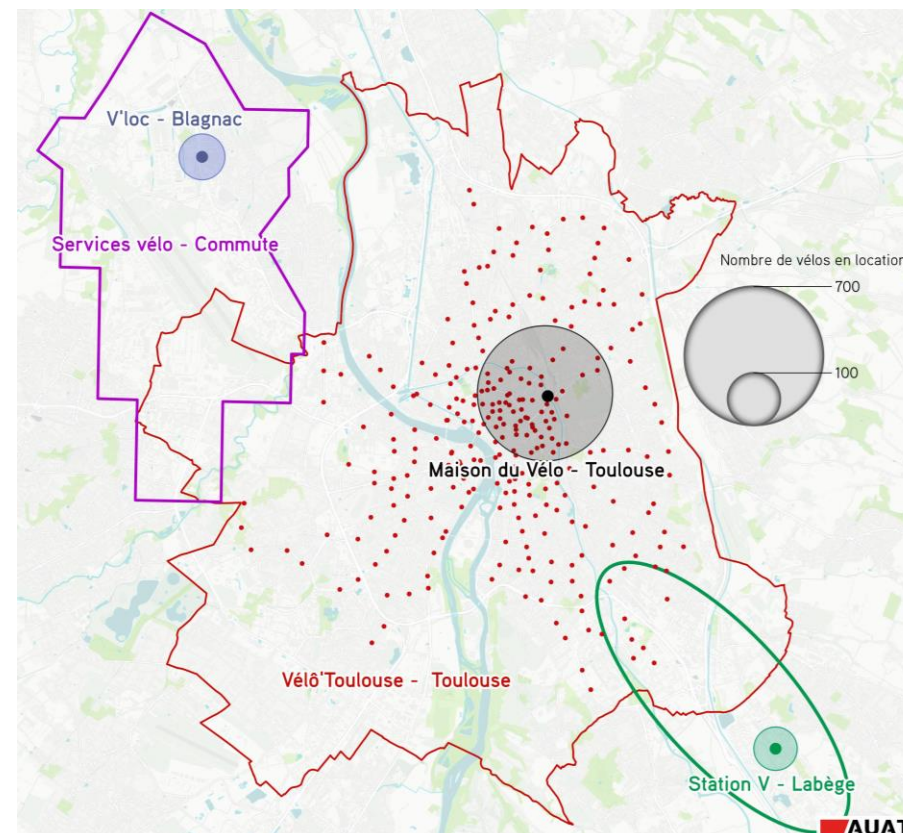 V'loc - Blagnac
Services vélo - Commute
Nombre de vélos en location
700
100
Maison du Vélo - Toulouse
Vélô'Toulouse - Toulouse
Station V - Labège
AUAT